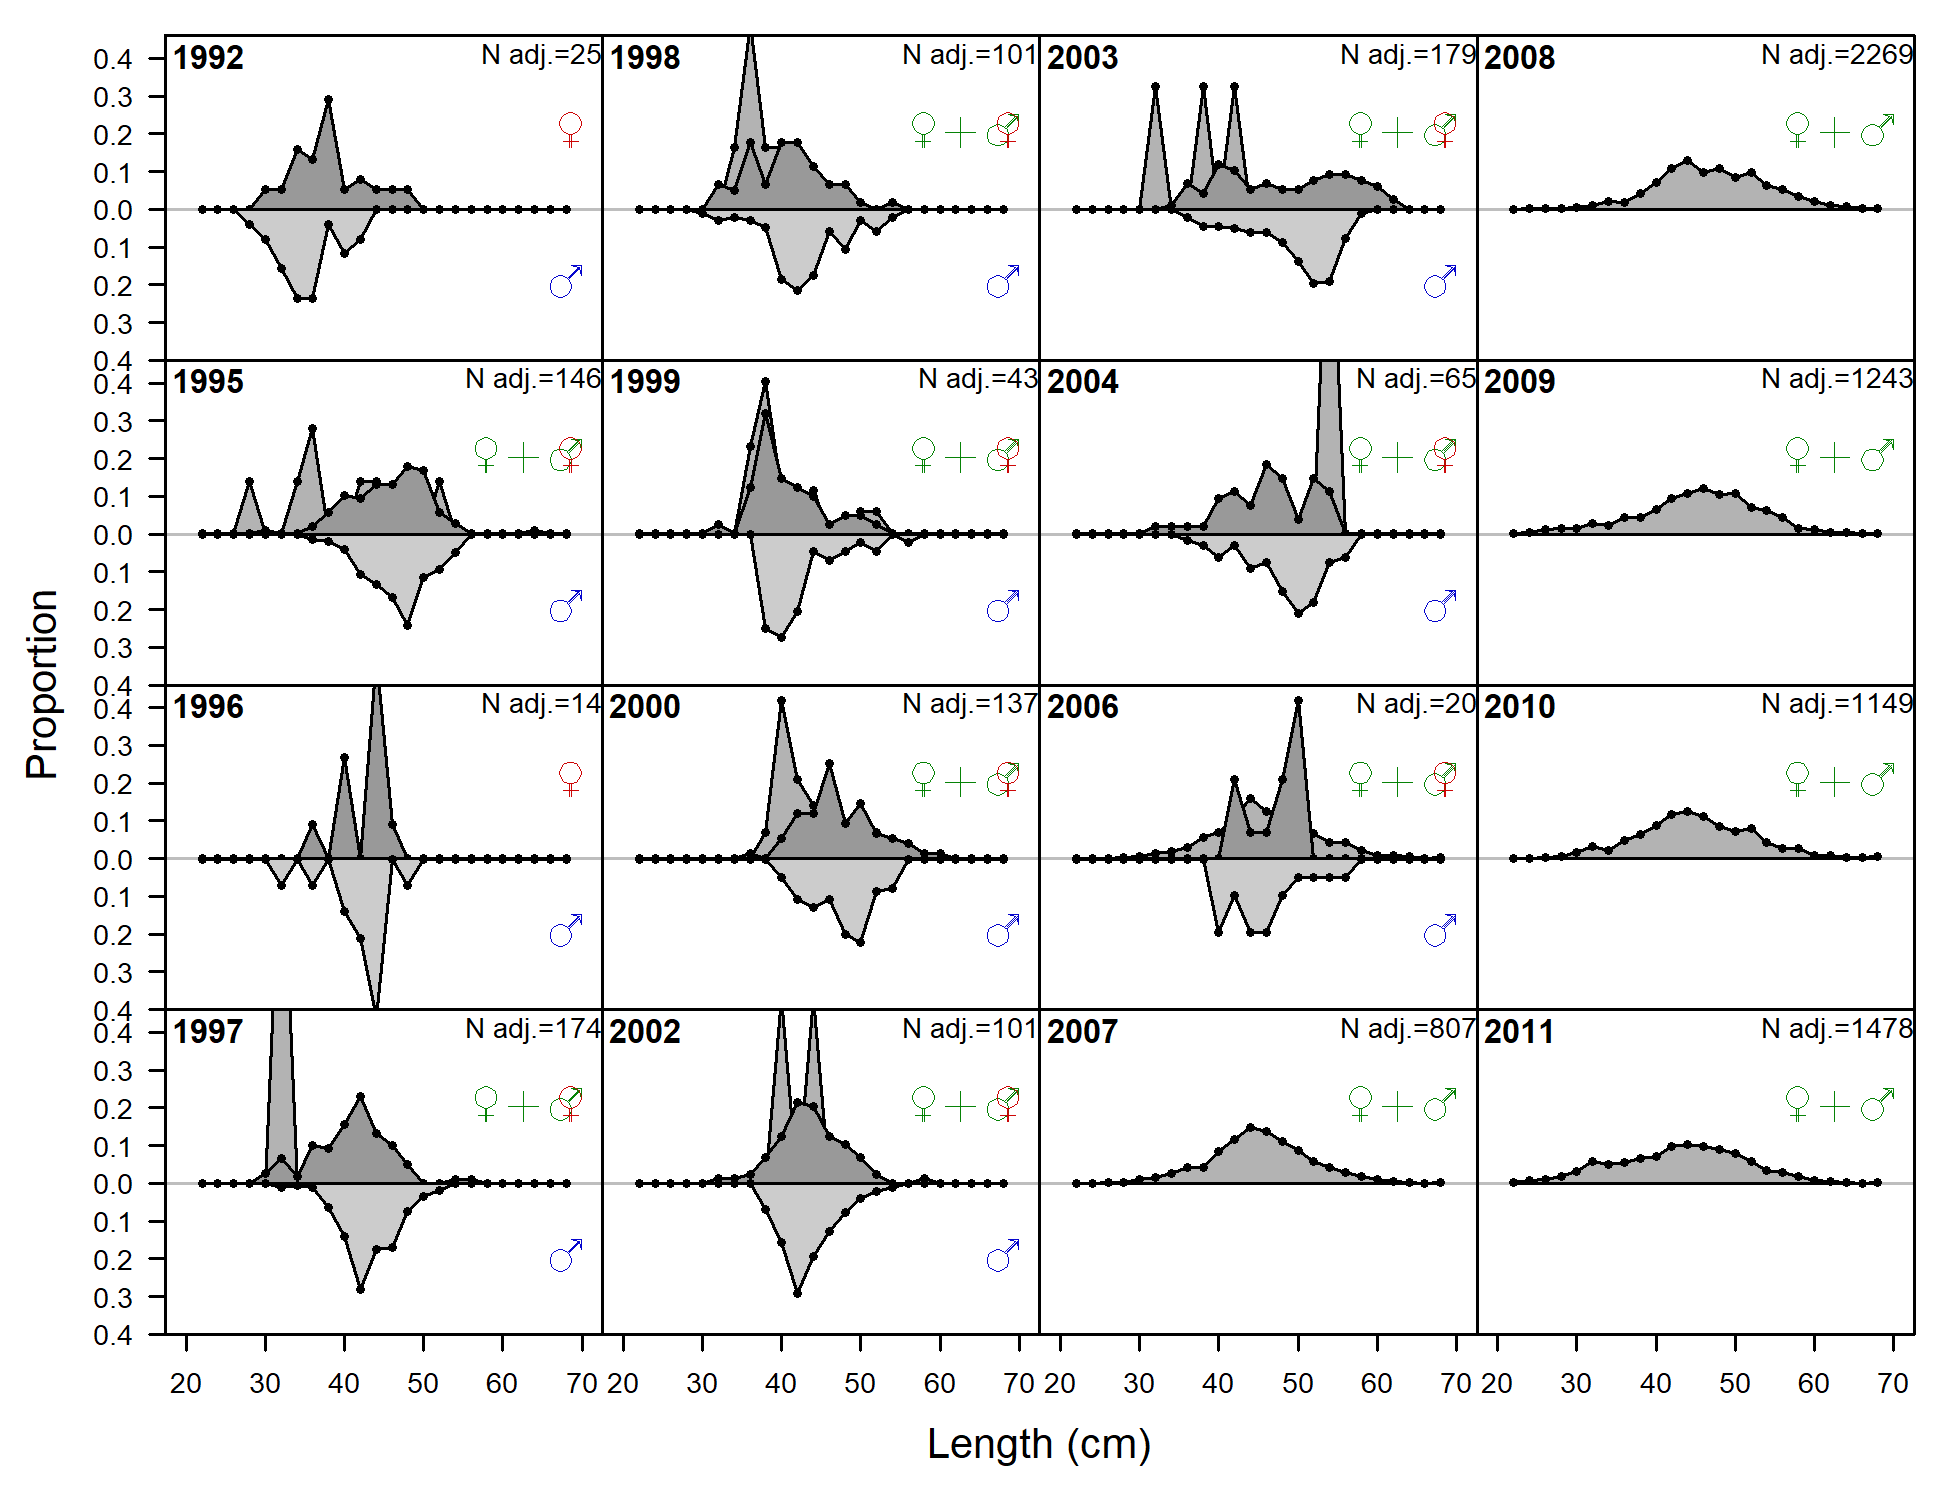 1992 N adj.=25 1998 N adj.=101 2003 N adj.=179 2008 N adj.=2269
♀ ♀ + ♂ ♀ ♀ + ♂ ♀ ♀ + ♂
♂ ♂ ♂
0.4
0.3
0.2
0.1
0.0
0.1
0.2
0.3
0.4
1995 N adj.=146 1999 N adj.=43 2004 N adj.=65 2009 N adj.=1243
♀ + ♂ ♀ ♀ + ♂ ♀ ♀ + ♂ ♀ ♀ + ♂
♂ ♂ ♂
0.4
0.3
0.2
0.1
0.0
0.1
0.2
0.3
0.4
1996 N adj.=14 2000 N adj.=137 2006 N adj.=20 2010 N adj.=1149
♀ ♀ + ♂ ♀ ♀ + ♂ ♀ ♀ + ♂
♂ ♂ ♂
0.4
0.3
0.2
0.1
0.0
0.1
0.2
0.3
0.4
1997 N adj.=174 2002 N adj.=101 2007 N adj.=807 2011 N adj.=1478
♀ + ♂ ♀ ♀ + ♂ ♀ ♀ + ♂ ♀ + ♂
♂ ♂
0.4
0.3
0.2
0.1
0.0
0.1
0.2
0.3
0.4
20 30 40 50 60 70 20 30 40 50 60 70 20 30 40 50 60 70 20 30 40 50 60 70
Length (cm)
Proportion